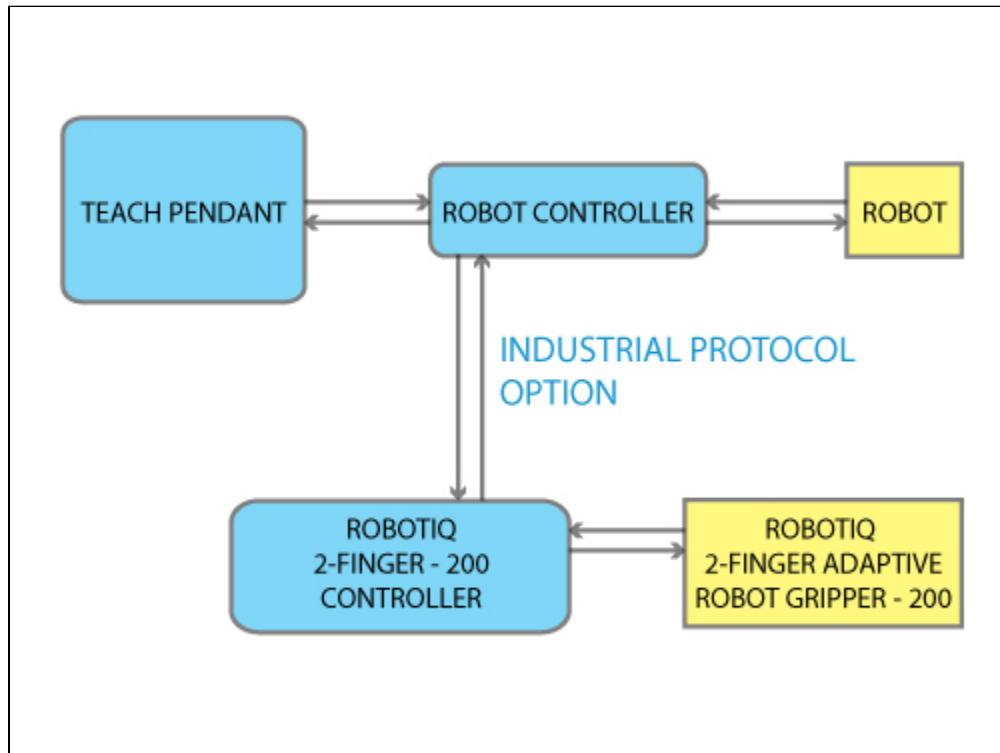 TEACH PENDANT
ROBOT CONTROLLER
ROBOT
INDUSTRIAL PROTOCOL
OPTION
ROBOTIQ
2-FINGER - 200
CONTROLLER
ROBOTIQ
2-FINGER ADAPTIVE
ROBOT GRIPPER - 200